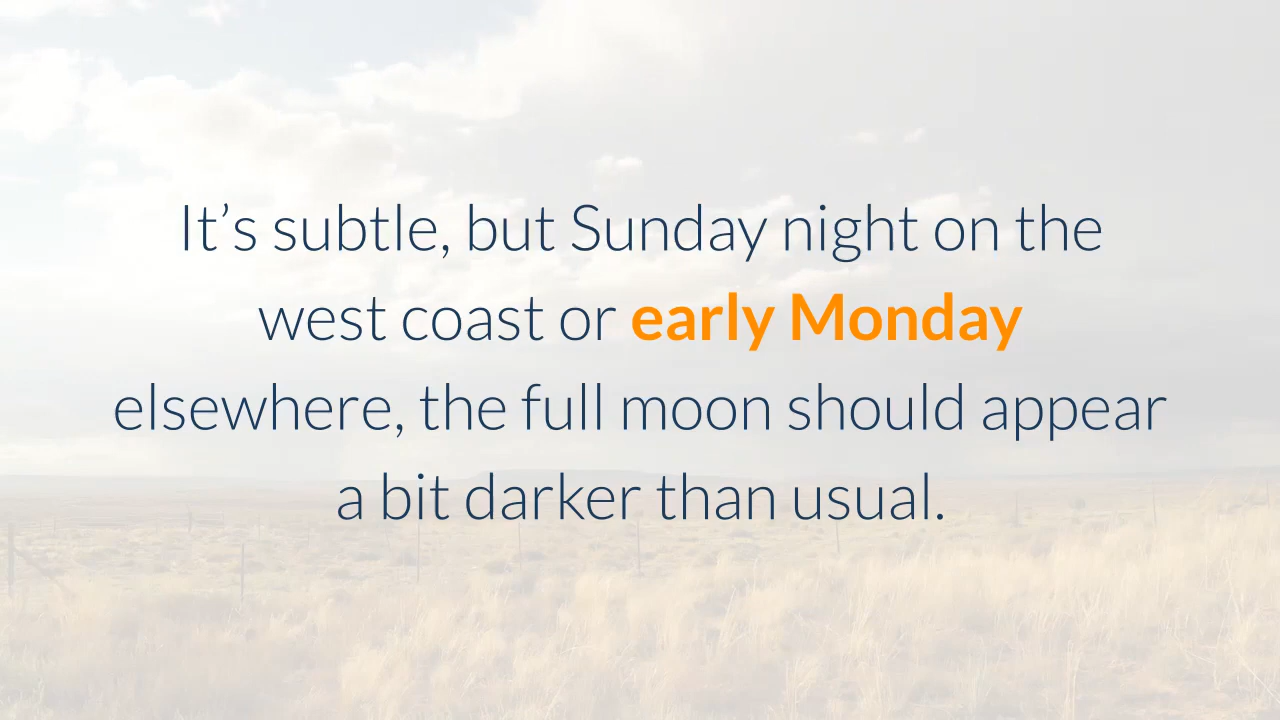 It’s subtle, but Sunday night on the
west coast or early Monday
elsewhere, the full moon should appear
a bit darker than usual.